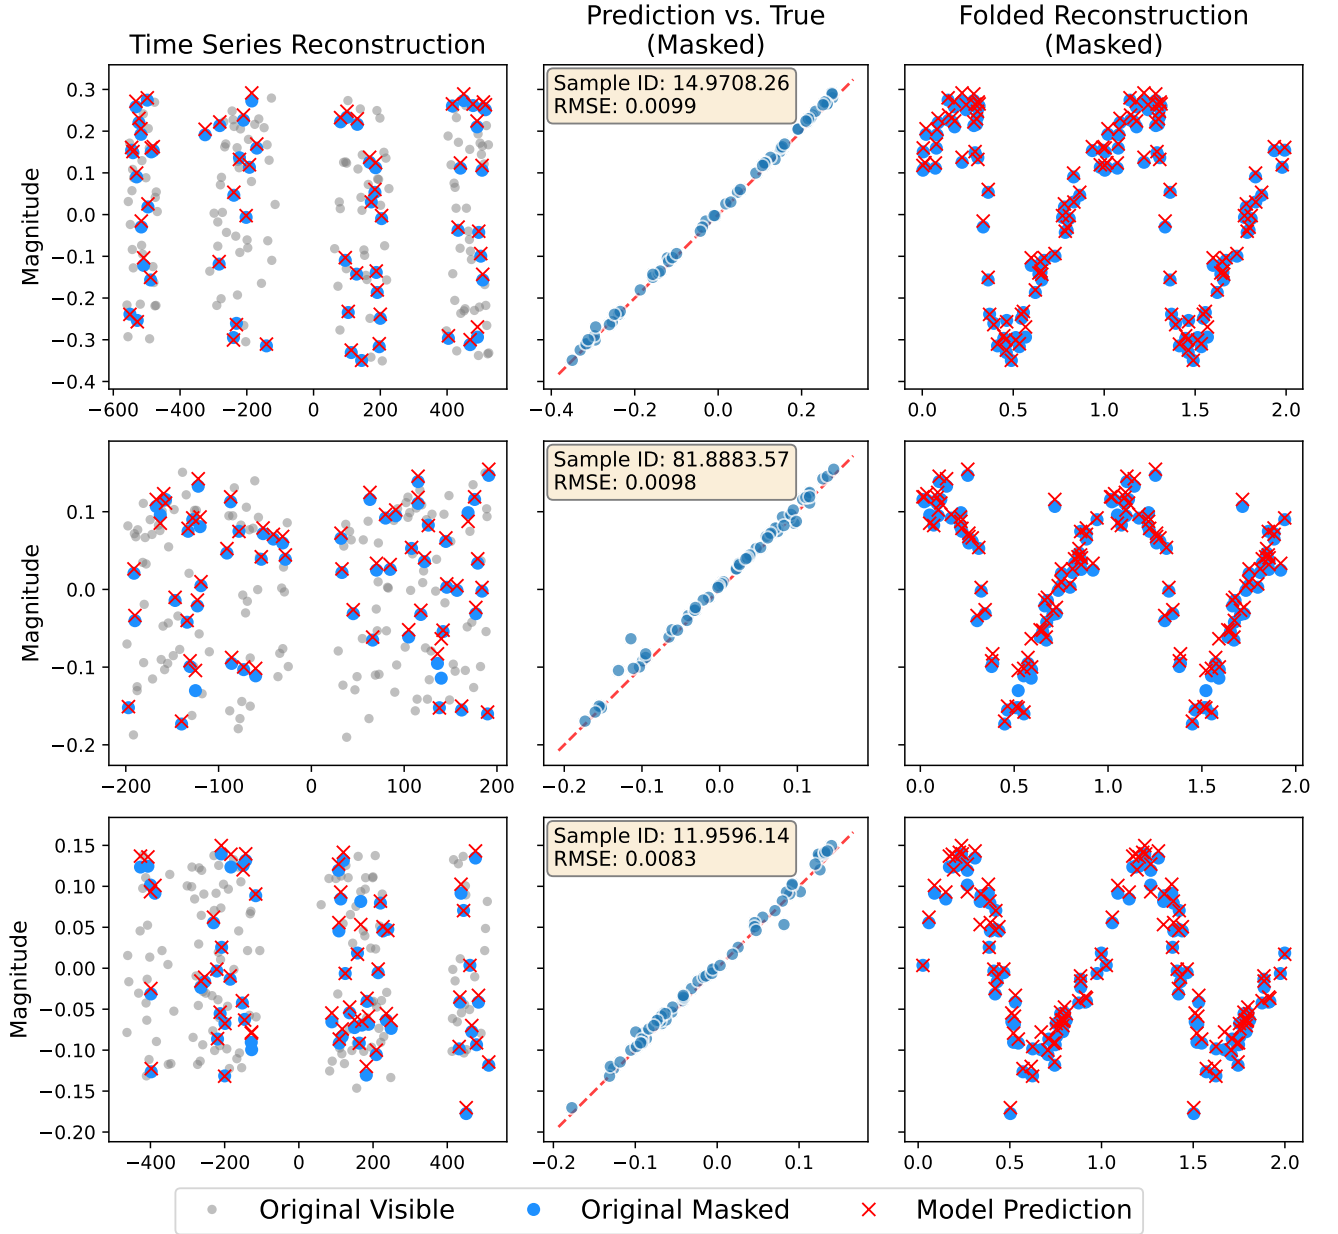 Time Series Reconstruction
Prediction vs. True
(Masked)
Folded Reconstruction
(Masked)
Magnitude
0.3
0.2
0.1
0.0
−0.1
−0.2
−0.3
−0.4
−600 −400 −200 0 200 400
Sample ID: 14.9708.26
RMSE: 0.0099
−0.4 −0.2 0.0 0.2
0.0 0.5 1.0 1.5 2.0
Magnitude
0.1
0.0
−0.1
−0.2
−200 −100 0 100 200
Sample ID: 81.8883.57
RMSE: 0.0098
−0.2 −0.1 0.0 0.1
0.0 0.5 1.0 1.5 2.0
Magnitude
0.15
0.10
0.05
0.00
−0.05
−0.10
−0.15
−0.20
−400 −200 0 200 400
Sample ID: 11.9596.14
RMSE: 0.0083
−0.2 −0.1 0.0 0.1
0.0 0.5 1.0 1.5 2.0
Original Visible Original Masked Model Prediction